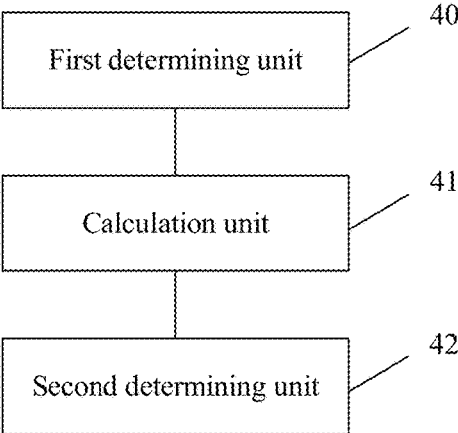 40
First determining unit
41
Calculation unit
42
Second determining unit